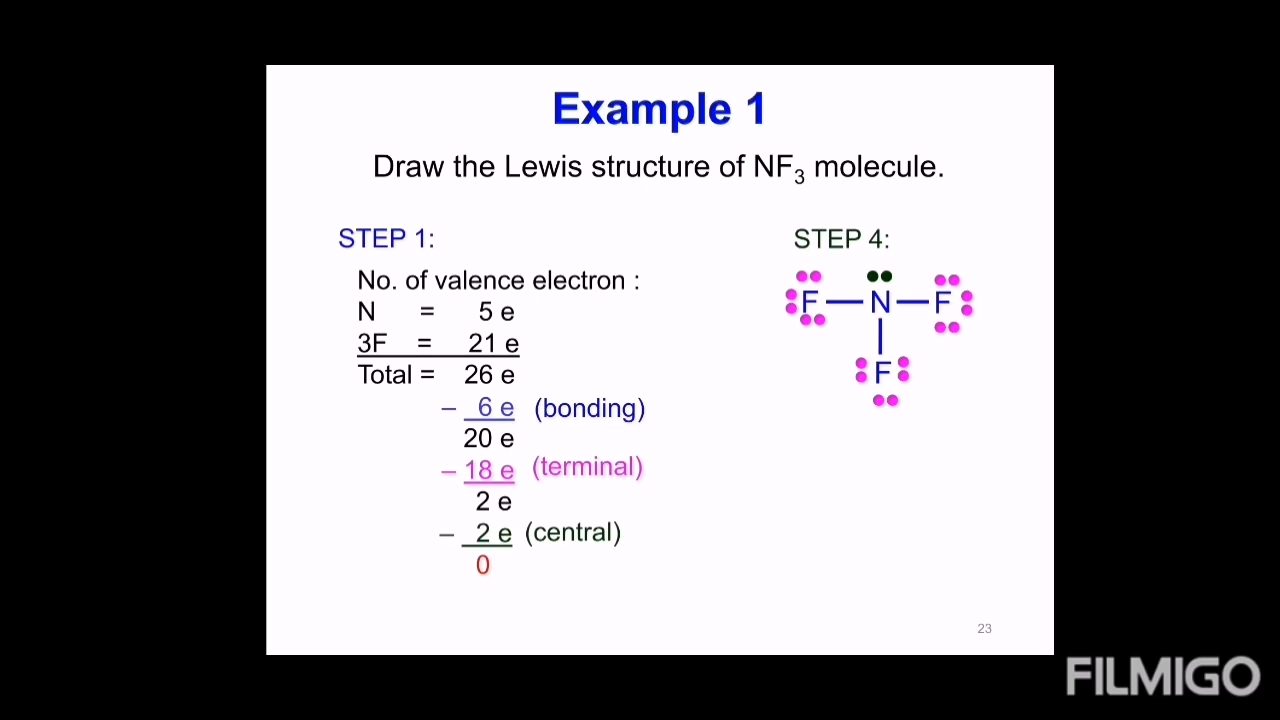 Example 1
Draw the Lewis structure of NF₃ molecule.
STEP 1:
No. of valence electron :
N = 5 e
3F = 21 e
Total = 26 e
– 6 e (bonding)
20 e
– 18 e (terminal)
2 e
– 2 e (central)
0
STEP 4:
F N F
F
23
FILMIGO